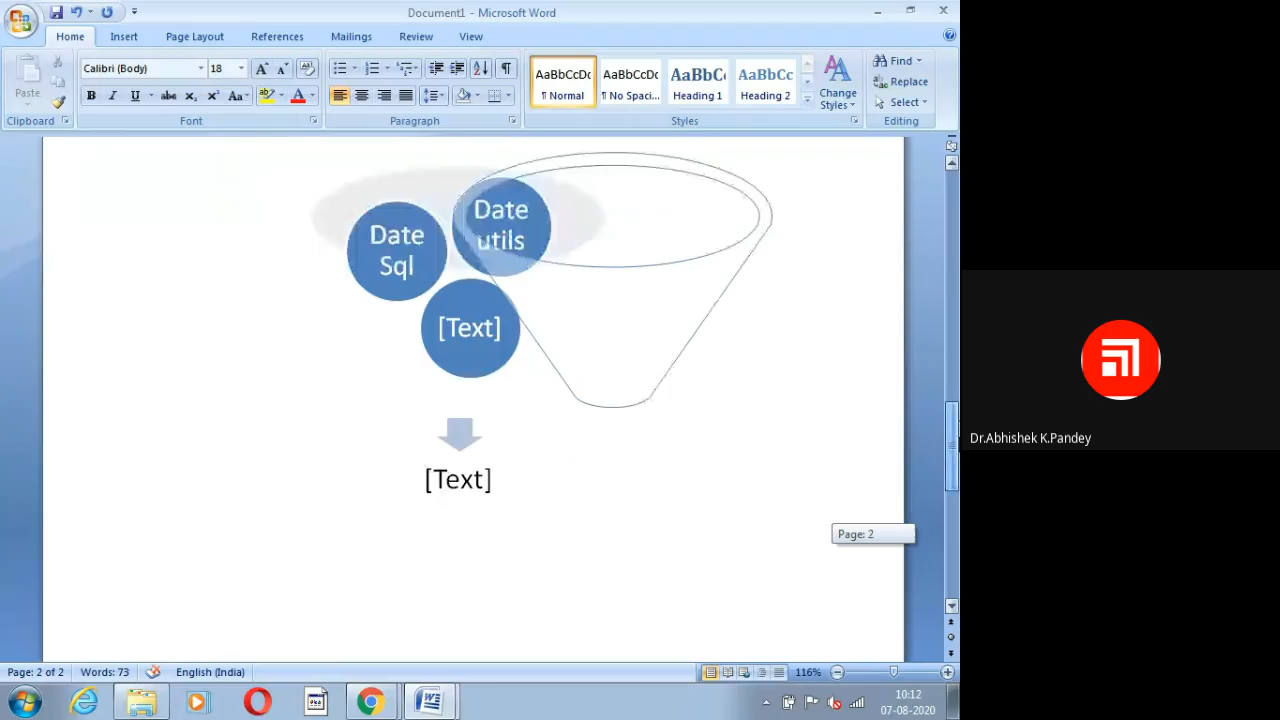 Document1 - Microsoft Word
Home Insert Page Layout References Mailings Review View
Paste
Calibri (Body) 18
AaBbCcDc AaBbCcDc AaBbCc AaBbCc
¶ Normal ¶ No Spaci... Heading 1 Heading 2
Change
Styles
Find
Replace
Select
Clipboard Font Paragraph Styles Editing
Date
utils
Date
Sql
[Text]
[Text]
Page: 2
Dr.Abhishek K.Pandey
Page: 2 of 2 Words: 73 English (India) 116%
10:12
07-08-2020